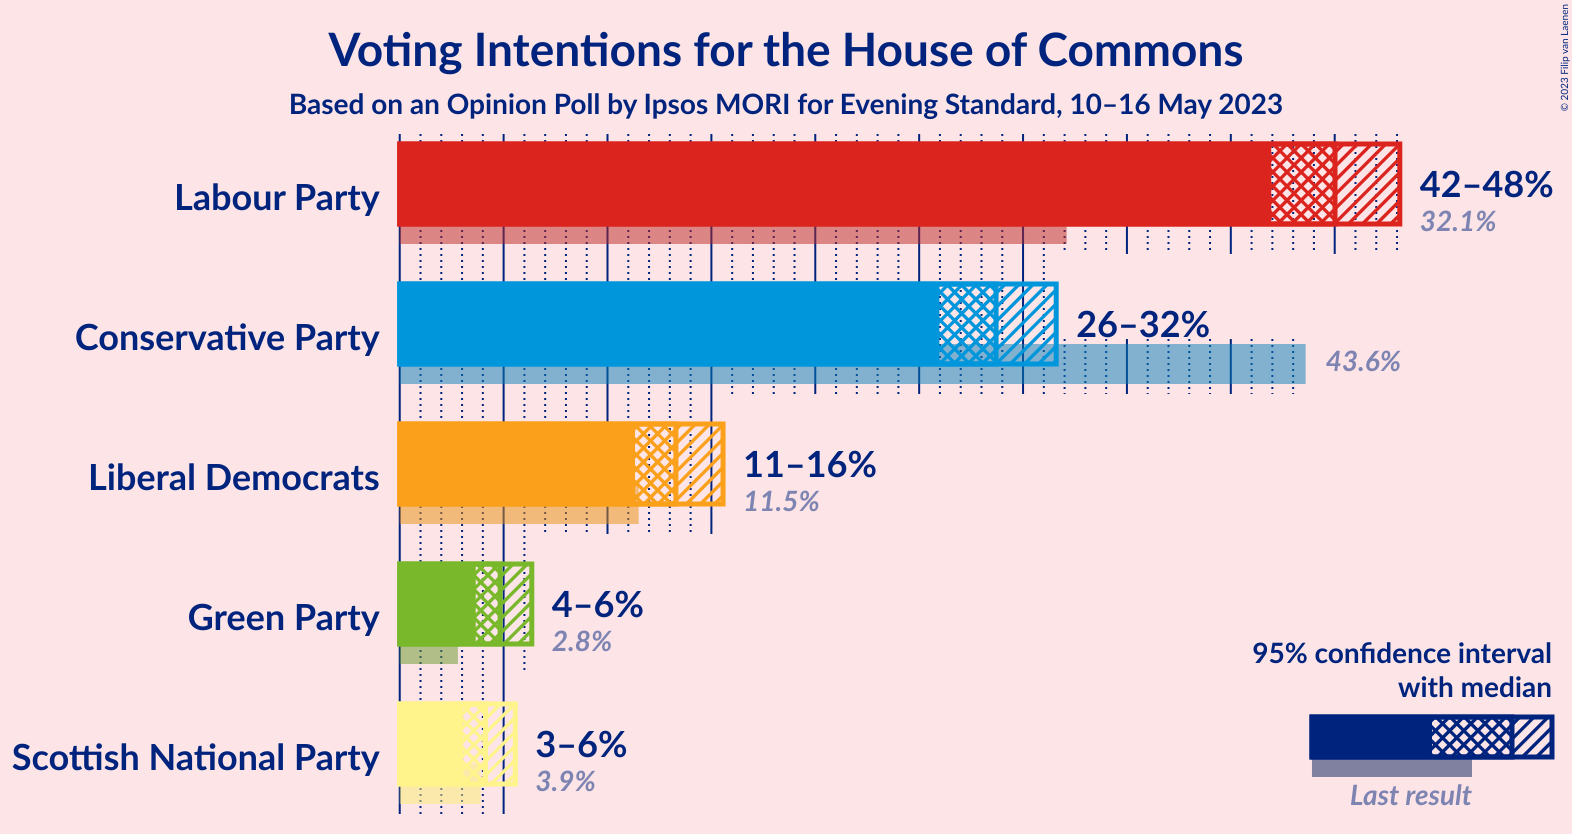 Voting Intentions for the House of Commons
Based on an Opinion Poll by Ipsos MORI for Evening Standard, 10–16 May 2023
© 2023 Filip van Laenen
Labour Party
42–48%
32.1%
Conservative Party
26–32%
43.6%
Liberal Democrats
11–16%
11.5%
Green Party
4–6%
2.8%
Scottish National Party
3–6%
3.9%
95% confidence interval
with median
Last result